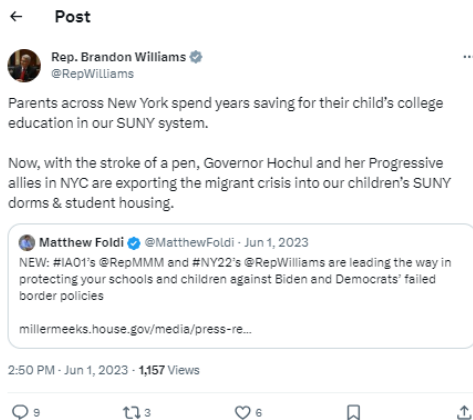 Post
Rep. Brandon Williams
@RepWilliams
Parents across New York spend years saving for their child's college
education in our SUNY system.
Now, with the stroke of a pen, Governor Hochul and her Progressive
allies in NYC are exporting the migrant crisis into our children's SUNY
dorms & student housing.
Matthew Foldi @MatthewFoldi · Jun 1, 2023
NEW: #IA01's @RepMMM and #NY22's @RepWilliams are leading the way in
protecting your schools and children against Biden and Democrats' failed
border policies
millermeeks.house.gov/media/press-re...
2:50 PM · Jun 1, 2023 · 1,157 Views
9 3 6